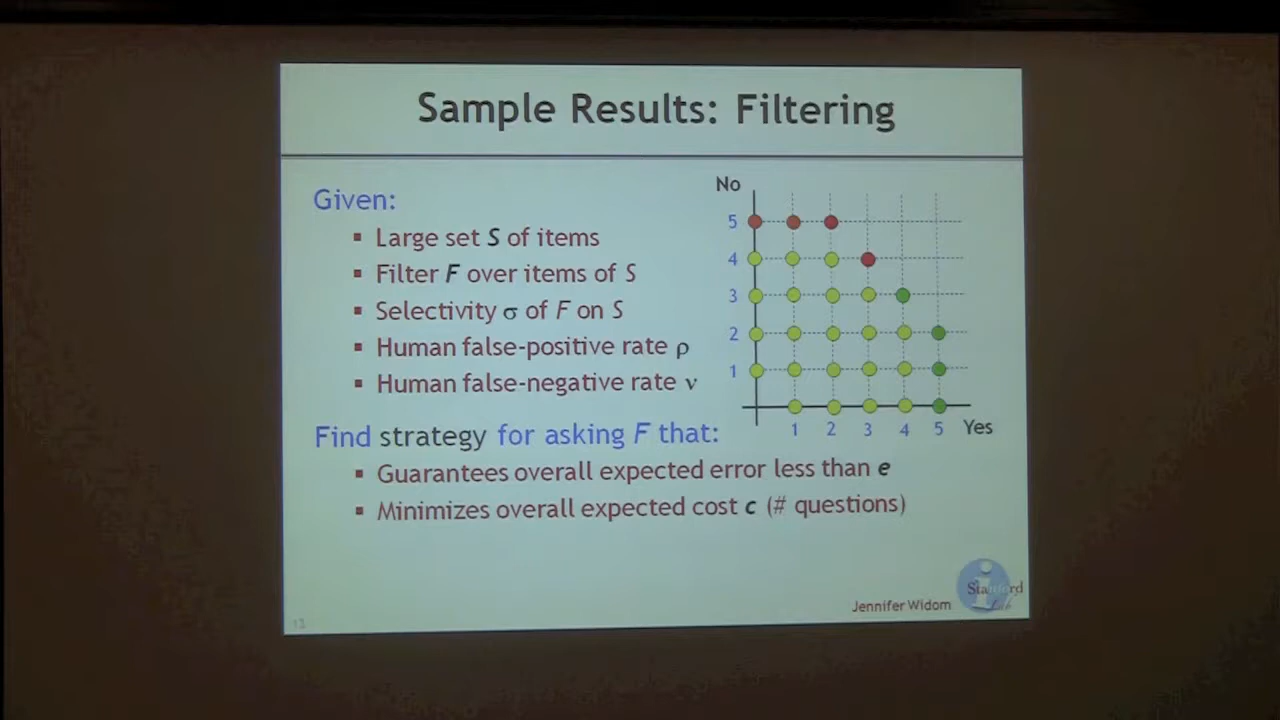 Sample Results: Filtering
Given:
▪ Large set S of items
▪ Filter F over items of S
▪ Selectivity σ of F on S
▪ Human false-positive rate ρ
▪ Human false-negative rate ν
Find strategy for asking F that:
▪ Guarantees overall expected error less than e
▪ Minimizes overall expected cost c (# questions)
No
5
4
3
2
1
1 2 3 4 5 Yes
Jennifer Widom
Stanford